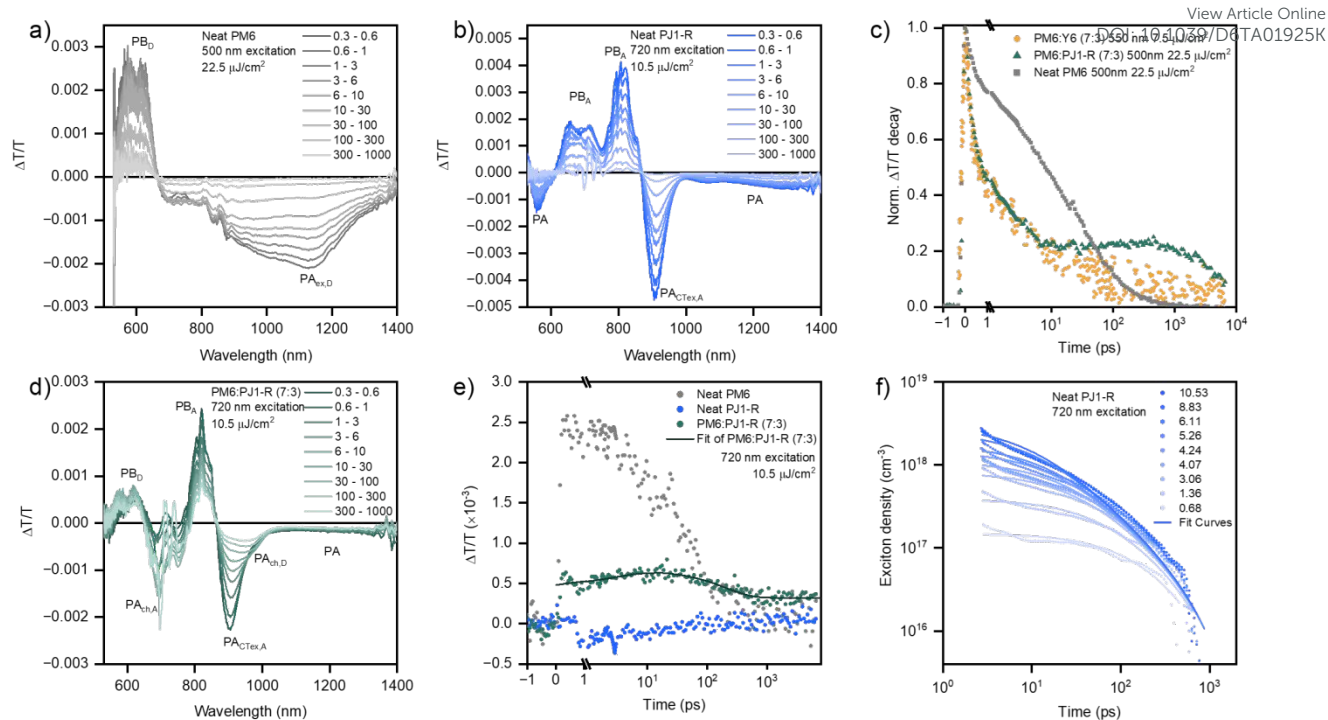 View Article Online
DOI: 10.1039/D6TA01925K
a)
Neat PM6
500 nm excitation
22.5 μJ/cm²
PB_D
PA_ex,D
0.3 - 0.6
0.6 - 1
1 - 3
3 - 6
6 - 10
10 - 30
30 - 100
100 - 300
300 - 1000
0.003
0.002
0.001
0.000
-0.001
-0.002
-0.003
ΔT/T
600 800 1000 1200 1400
Wavelength (nm)
b)
Neat PJ1-R
720 nm excitation
10.5 μJ/cm²
PB_A
PB_A
PA
PA
PA_CTex,A
0.3 - 0.6
0.6 - 1
1 - 3
3 - 6
6 - 10
10 - 30
30 - 100
100 - 300
300 - 1000
0.005
0.004
0.003
0.002
0.001
0.000
-0.001
-0.002
-0.003
-0.004
-0.005
ΔT/T
600 800 1000 1200 1400
Wavelength (nm)
c)
PM6:Y6 (7:3) 550 nm 7.5 μJ/cm²
PM6:PJ1-R (7:3) 500nm 22.5 μJ/cm²
Neat PM6 500nm 22.5 μJ/cm²
1.0
0.8
0.6
0.4
0.2
0.0
Norm. ΔT/T decay
−1 0 1 10¹ 10² 10³ 10⁴
Time (ps)
d)
PM6:PJ1-R (7:3)
720 nm excitation
10.5 μJ/cm²
PB_A
PB_D
PA_ch,A
PA_ch,D
PA
PA_CTex,A
0.3 - 0.6
0.6 - 1
1 - 3
3 - 6
6 - 10
10 - 30
30 - 100
100 - 300
300 - 1000
0.003
0.002
0.001
0.000
-0.001
-0.002
-0.003
ΔT/T
600 800 1000 1200 1400
Wavelength (nm)
e)
Neat PM6
Neat PJ1-R
PM6:PJ1-R (7:3)
Fit of PM6:PJ1-R (7:3)
720 nm excitation
10.5 μJ/cm²
3.0
2.5
2.0
1.5
1.0
0.5
0.0
-0.5
ΔT/T (×10⁻³)
−1 0 1 10¹ 10² 10³
Time (ps)
f)
Neat PJ1-R
720 nm excitation
10.53
8.83
6.11
5.26
4.24
4.07
3.06
1.36
0.68
Fit Curves
10¹⁹
10¹⁸
10¹⁷
10¹⁶
Exciton density (cm⁻³)
10⁰ 10¹ 10² 10³
Time (ps)